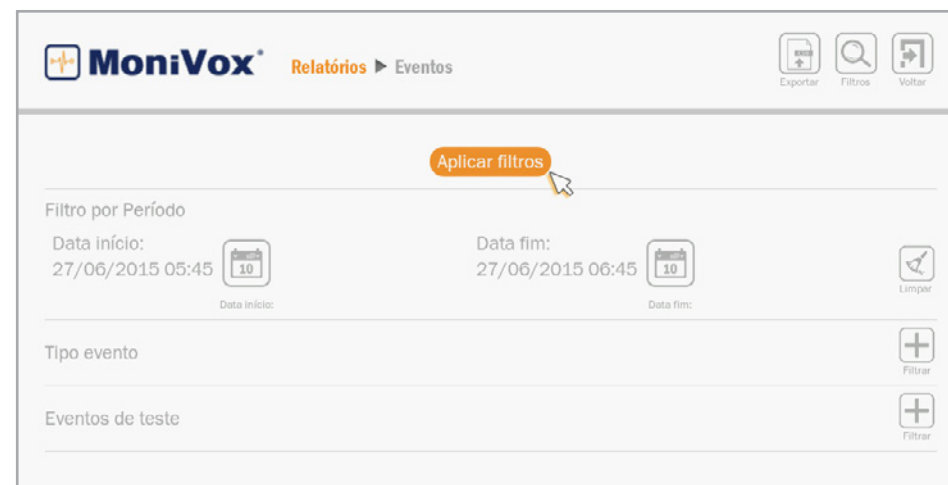 MoniVox® Relatórios ▶ Eventos
Exportar Filtros Voltar
Aplicar filtros
Filtro por Período
Data início:
27/06/2015 05:45
10
Data início:
Data fim:
27/06/2015 06:45
10
Data fim:
Limpar
Tipo evento
Filtrar
Eventos de teste
Filtrar